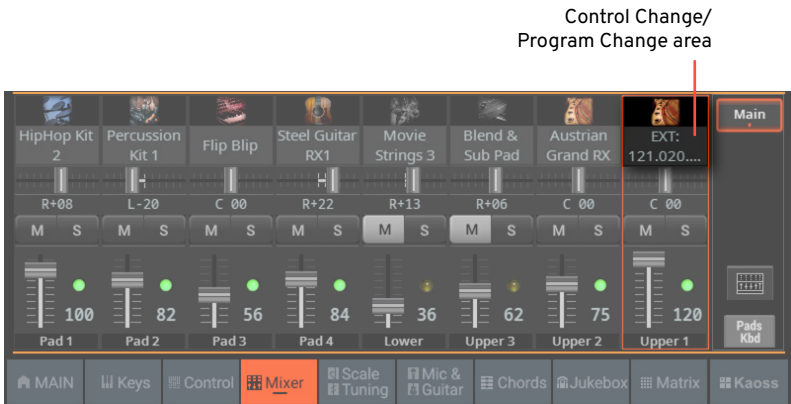 Control Change/
Program Change area
HipHop Kit
2
Percussion
Kit 1
Flip Blip
Steel Guitar
RX1
Movie
Strings 3
Blend &
Sub Pad
Austrian
Grand RX
EXT:
121.020....
Main
R+08
L-20
C 00
R+22
R+13
R+06
C 00
C 00
M S M S M S M S M S M S M S M S
100
82
56
84
36
62
75
120
Pads
Kbd
Pad 1
Pad 2
Pad 3
Pad 4
Lower
Upper 3
Upper 2
Upper 1
MAIN
Keys
Control
Mixer
Scale
Tuning
Mic &
Guitar
Chords
Jukebox
Matrix
Kaoss